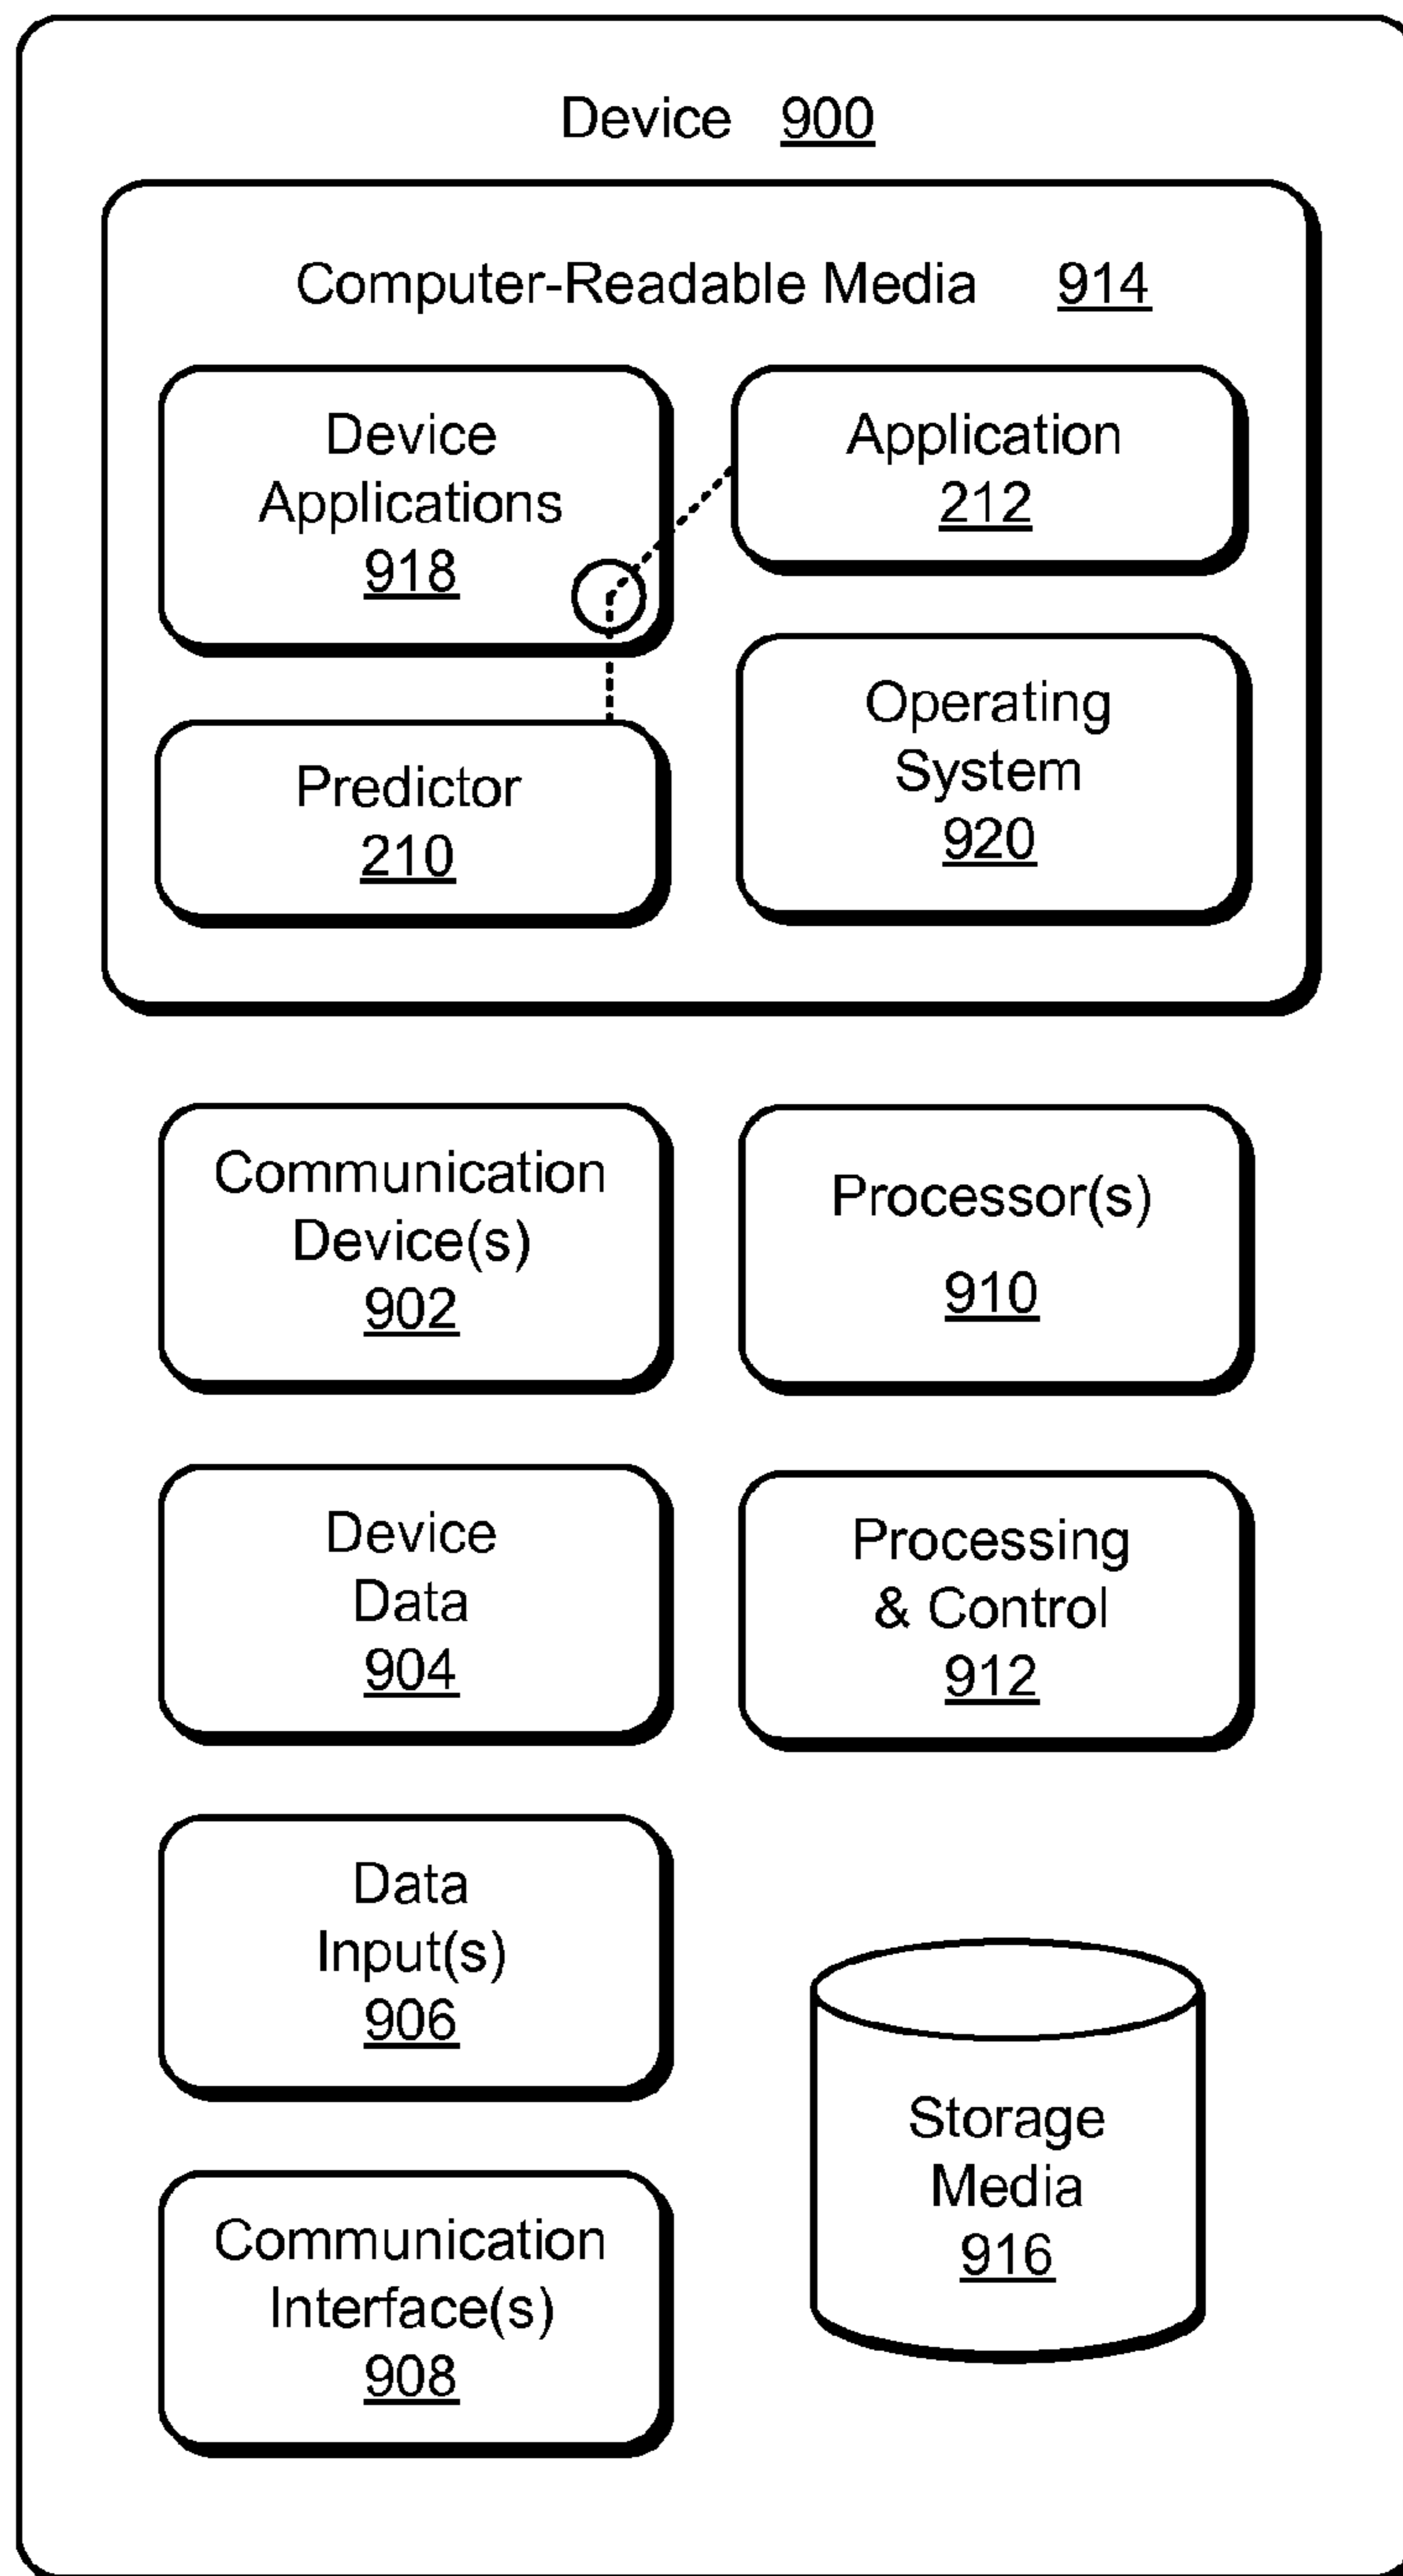 Device 900
Computer-Readable Media 914
Device
Applications
918
Application
212
Predictor
210
Operating
System
920
Communication
Device(s)
902
Processor(s)
910
Device
Data
904
Processing
& Control
912
Data
Input(s)
906
Storage
Media
916
Communication
Interface(s)
908